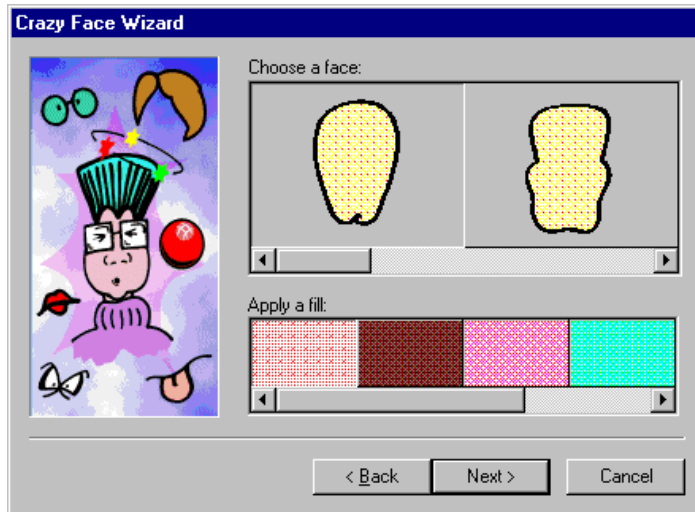 Crazy Face Wizard
Choose a face:
Apply a fill:
< Back
Next >
Cancel